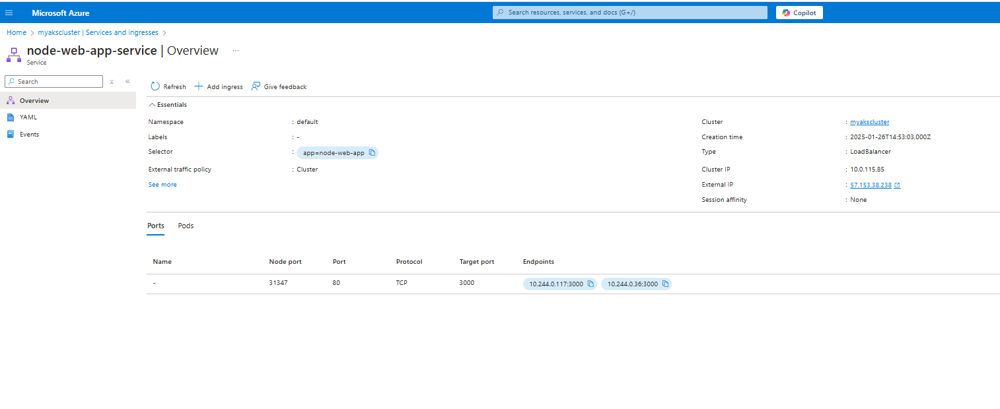 Microsoft Azure
Search resources, services, and docs (G+/)
Copilot
Home > myakscluster | Services and ingresses >
node-web-app-service | Overview ...
Service
Search
Overview
YAML
Events
Refresh
Add ingress
Give feedback
Essentials
Namespace : default
Labels : -
Selector : app=node-web-app
External traffic policy : Cluster
See more
Cluster : myakscluster
Creation time : 2025-01-26T14:53:03.000Z
Type : LoadBalancer
Cluster IP : 10.0.115.85
External IP : 57.153.38.238
Session affinity : None
Ports Pods
Name Node port Port Protocol Target port Endpoints
- 31347 80 TCP 3000 10.244.0.117:3000 10.244.0.36:3000